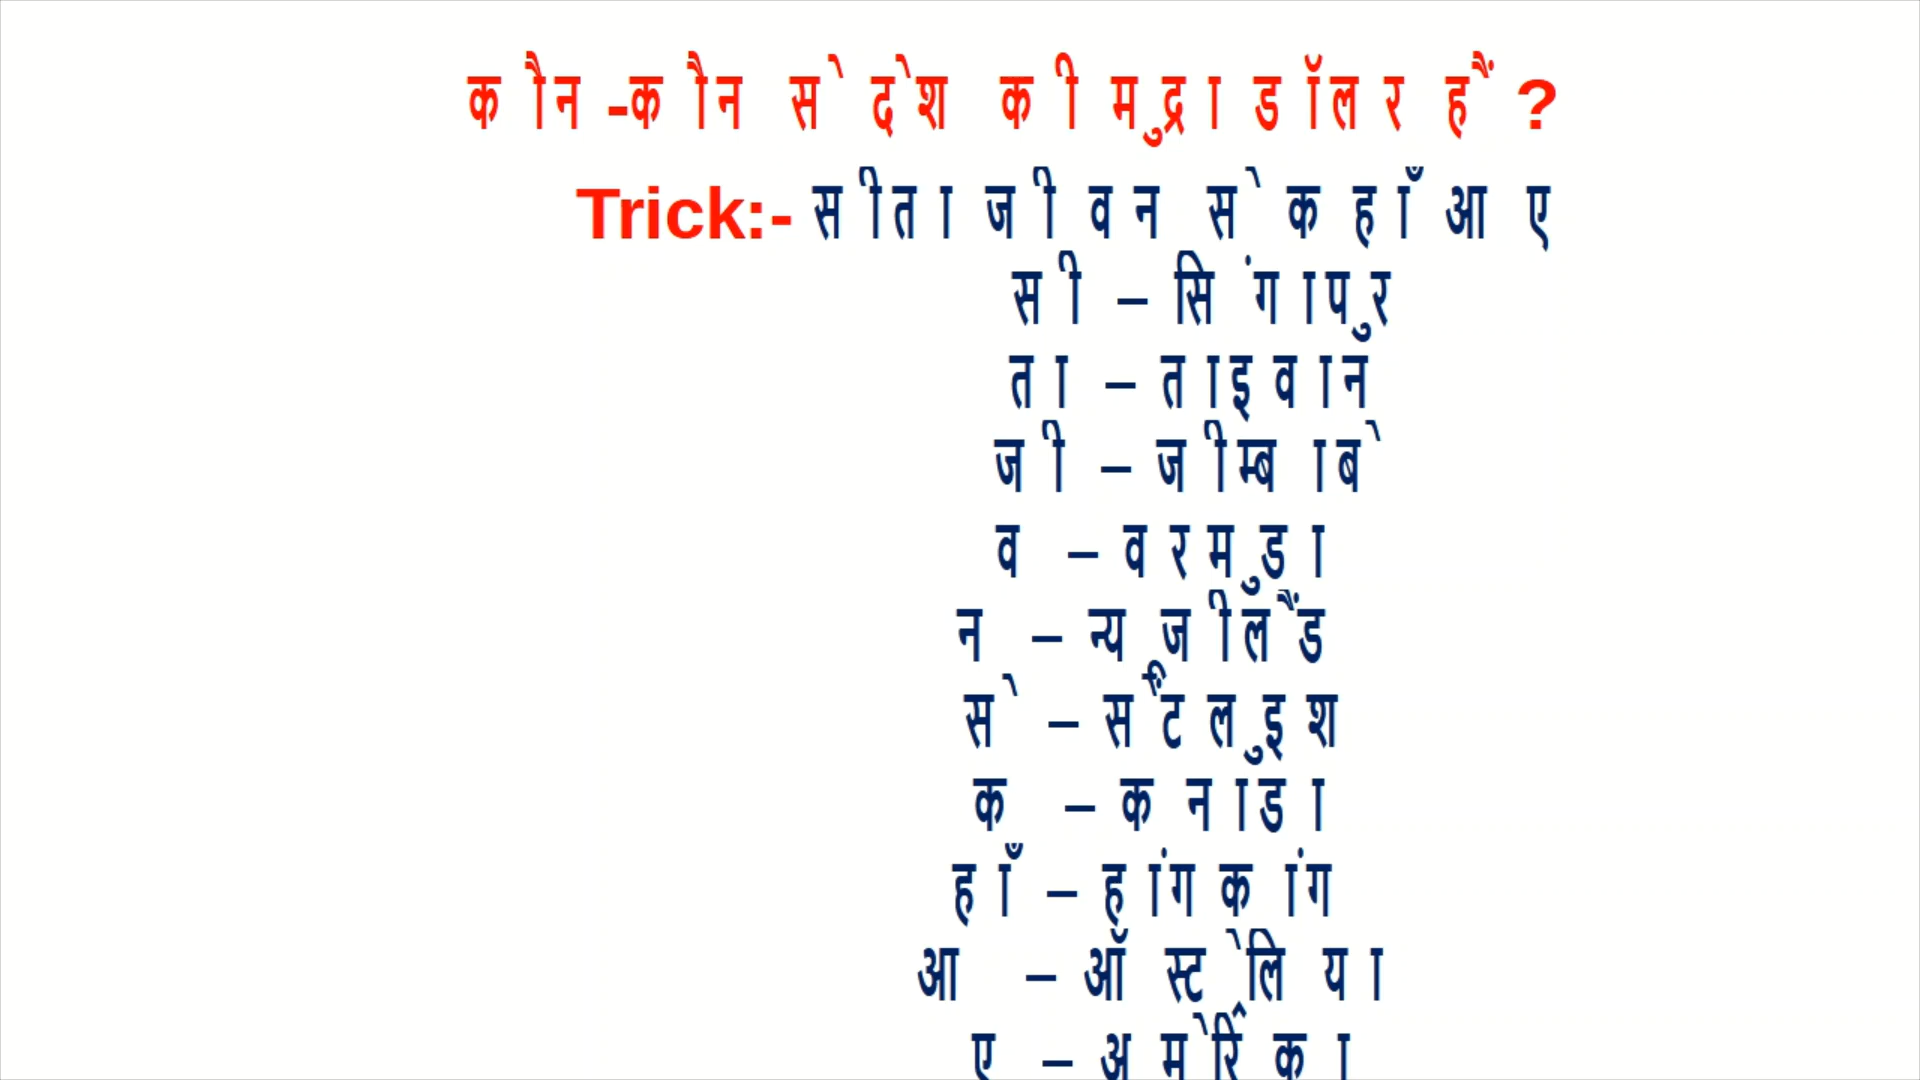 कौन-कौन से देश की मुद्रा डॉलर हैं ?
Trick:- सीता जीवन से कहाँ आए
सी – सिंगापुर
ता – ताइवान
जी – जीम्बाबे
व – वरमुडा
न – न्यूजीलैंड
से – सेंटलुइश
क – कनाडा
हाँ – हांगकांग
आ – ऑस्ट्रेलिया
ए – अमेरिका